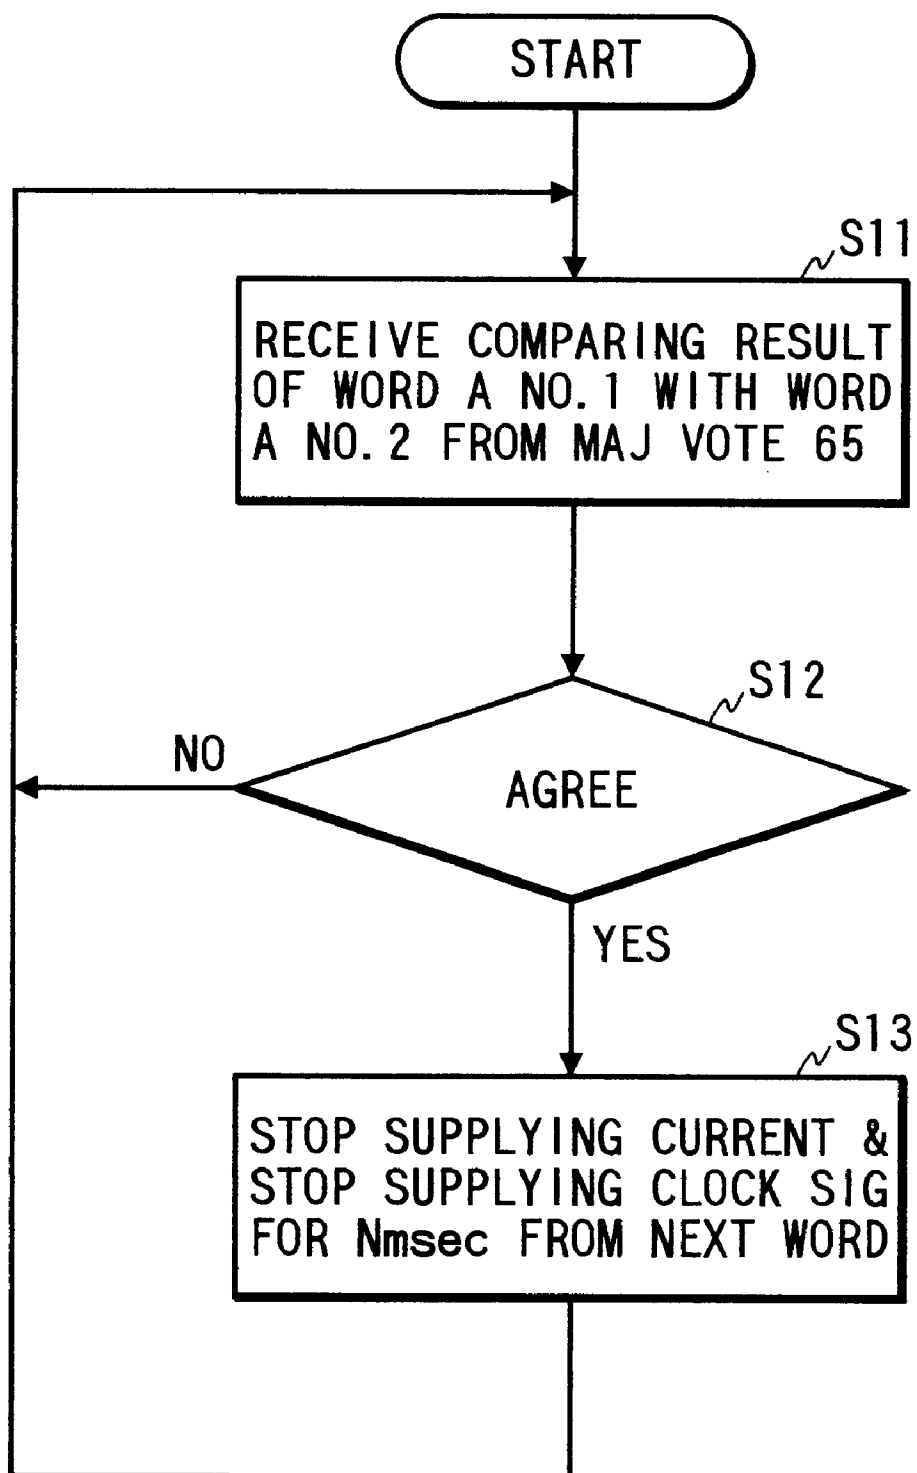 START
S11
RECEIVE COMPARING RESULT
OF WORD A NO.1 WITH WORD
A NO.2 FROM MAJ VOTE 65
S12
NO
AGREE
YES
S13
STOP SUPPLYING CURRENT &
STOP SUPPLYING CLOCK SIG
FOR Nmsec FROM NEXT WORD